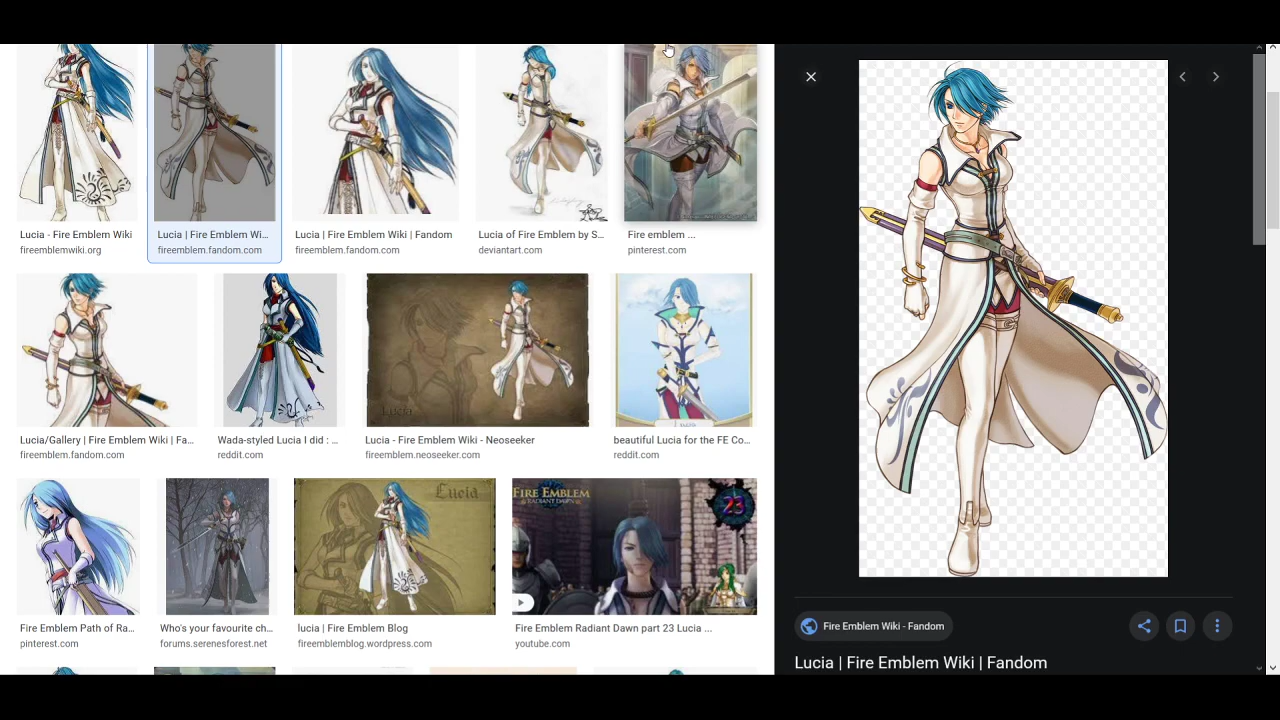 Lucia - Fire Emblem Wiki
fireemblemwiki.org
Lucia | Fire Emblem Wi...
fireemblem.fandom.com
Lucia | Fire Emblem Wiki | Fandom
fireemblem.fandom.com
Lucia of Fire Emblem by S...
deviantart.com
Fire emblem ...
pinterest.com
Lucia
Lucia/Gallery | Fire Emblem Wiki | Fa...
fireemblem.fandom.com
Wada-styled Lucia I did : ...
reddit.com
Lucia - Fire Emblem Wiki - Neoseeker
fireemblem.neoseeker.com
beautiful Lucia for the FE Co...
reddit.com
Lucia
FIRE EMBLEM
RADIANT DAWN
23
Fire Emblem Path of Ra...
pinterest.com
Who's your favourite ch...
forums.serenesforest.net
lucia | Fire Emblem Blog
fireemblemblog.wordpress.com
Fire Emblem Radiant Dawn part 23 Lucia ...
youtube.com
Fire Emblem Wiki - Fandom
Lucia | Fire Emblem Wiki | Fandom